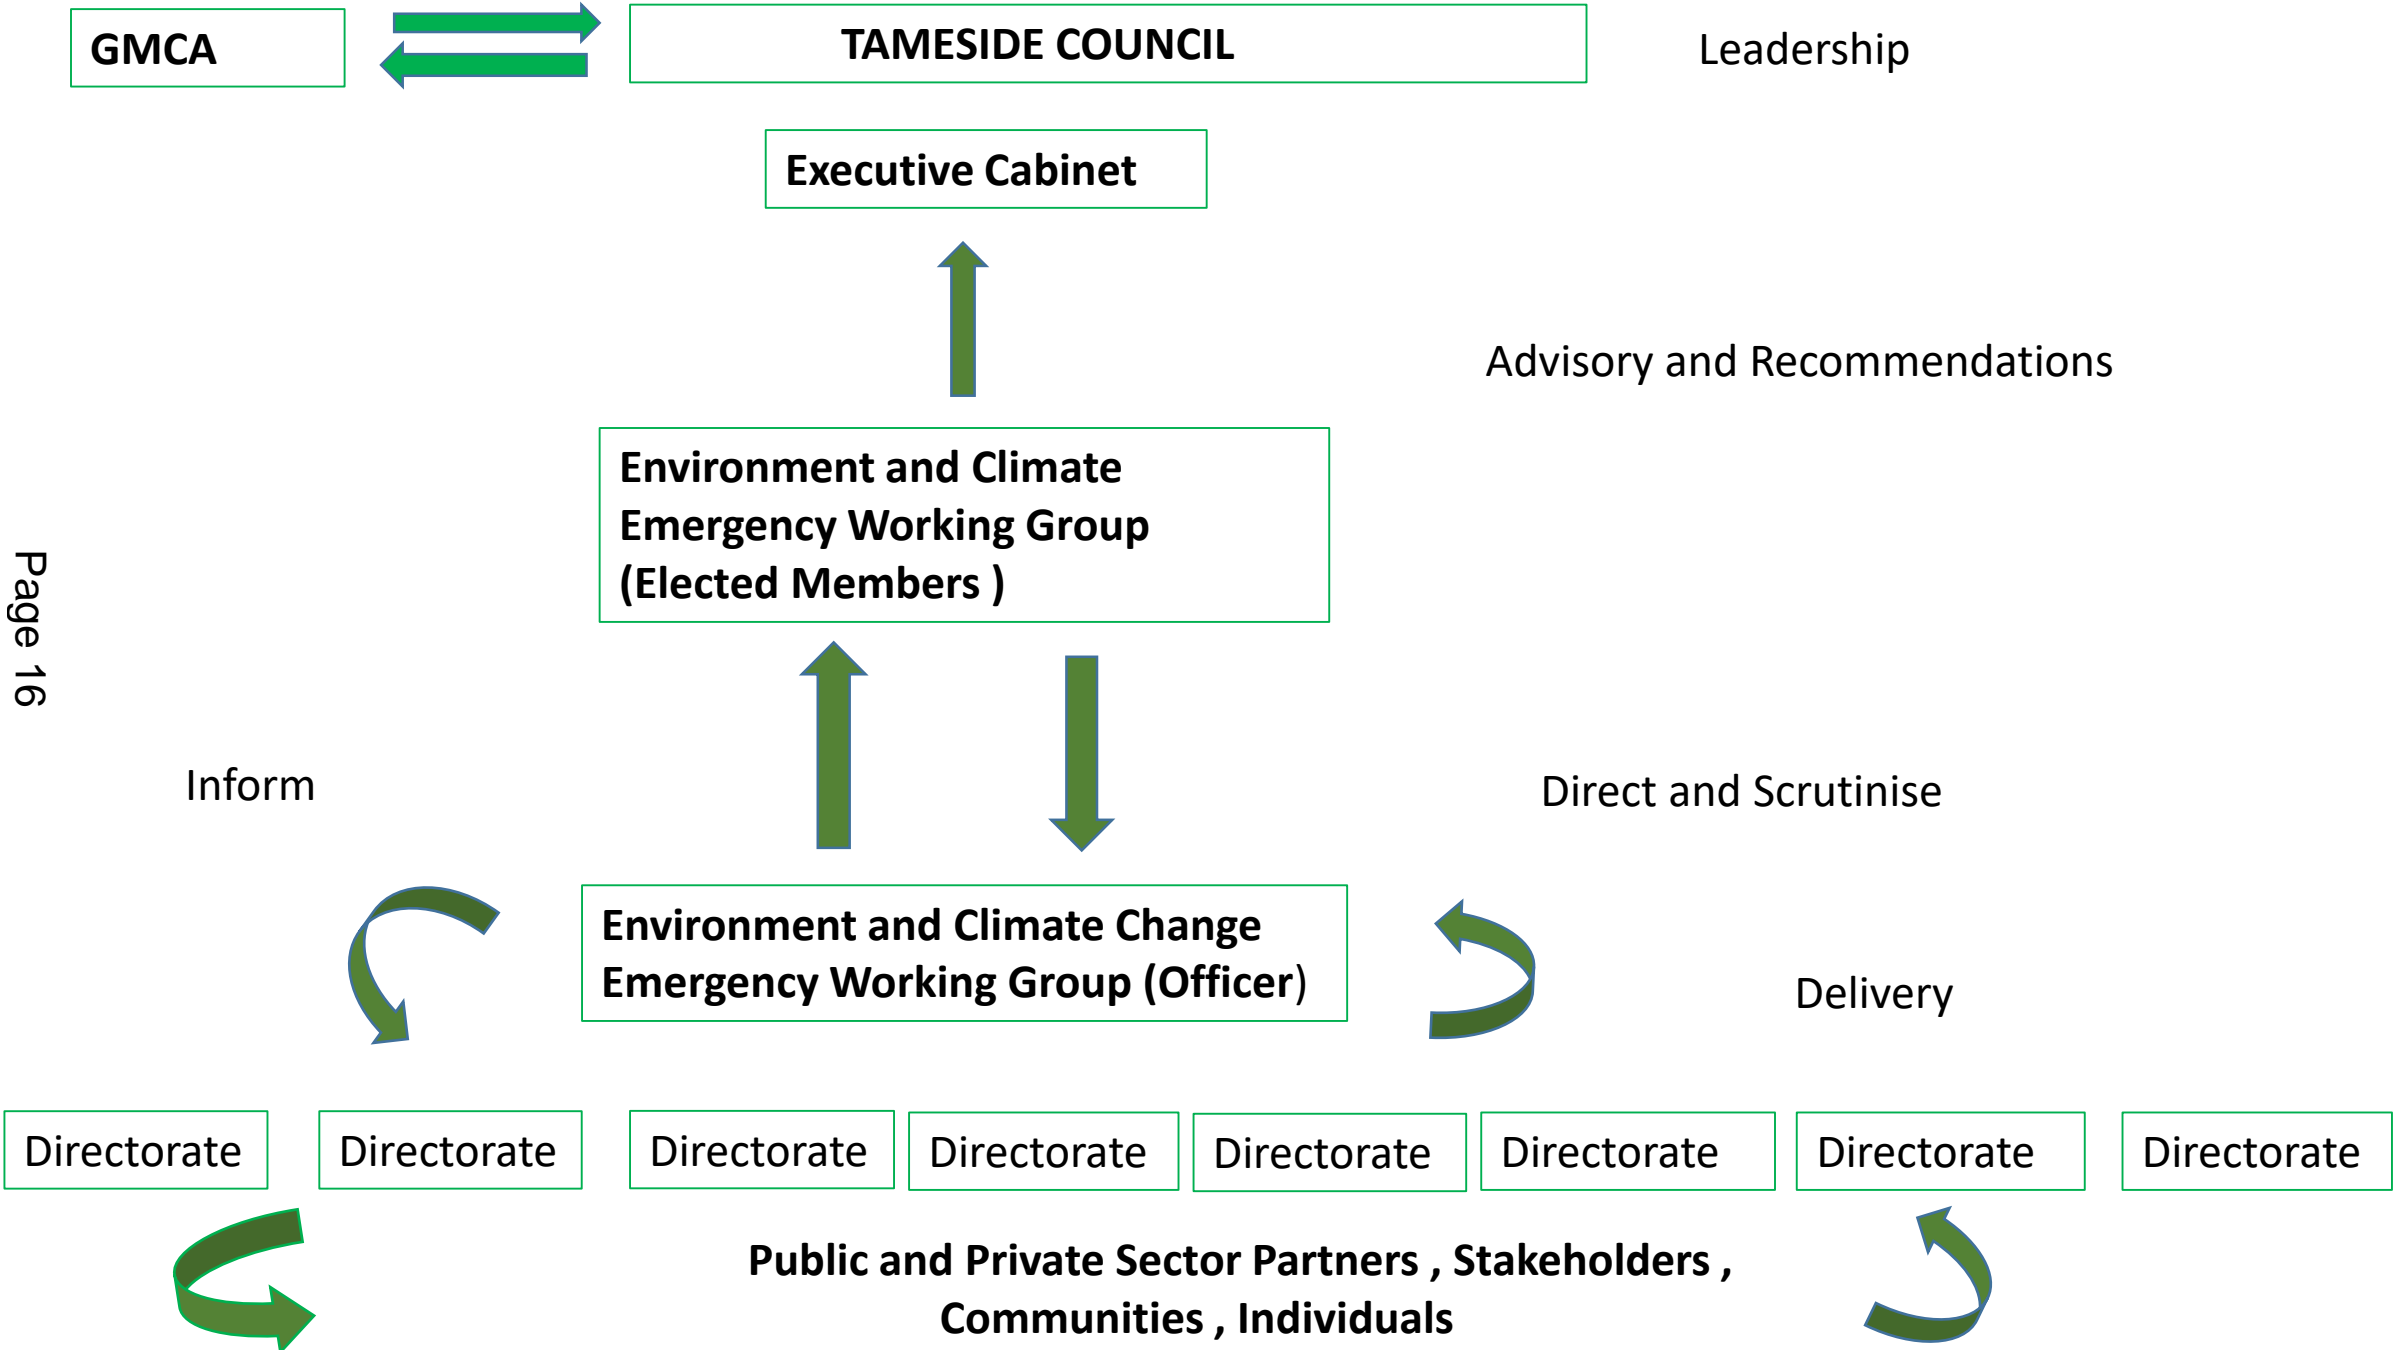 GMCA
TAMESIDE COUNCIL
Leadership
Executive Cabinet
Advisory and Recommendations
Environment and Climate
Emergency Working Group
(Elected Members )
Page 16
Inform
Direct and Scrutinise
Environment and Climate Change
Emergency Working Group (Officer)
Delivery
Directorate
Directorate
Directorate
Directorate
Directorate
Directorate
Directorate
Directorate
Public and Private Sector Partners , Stakeholders ,
Communities , Individuals